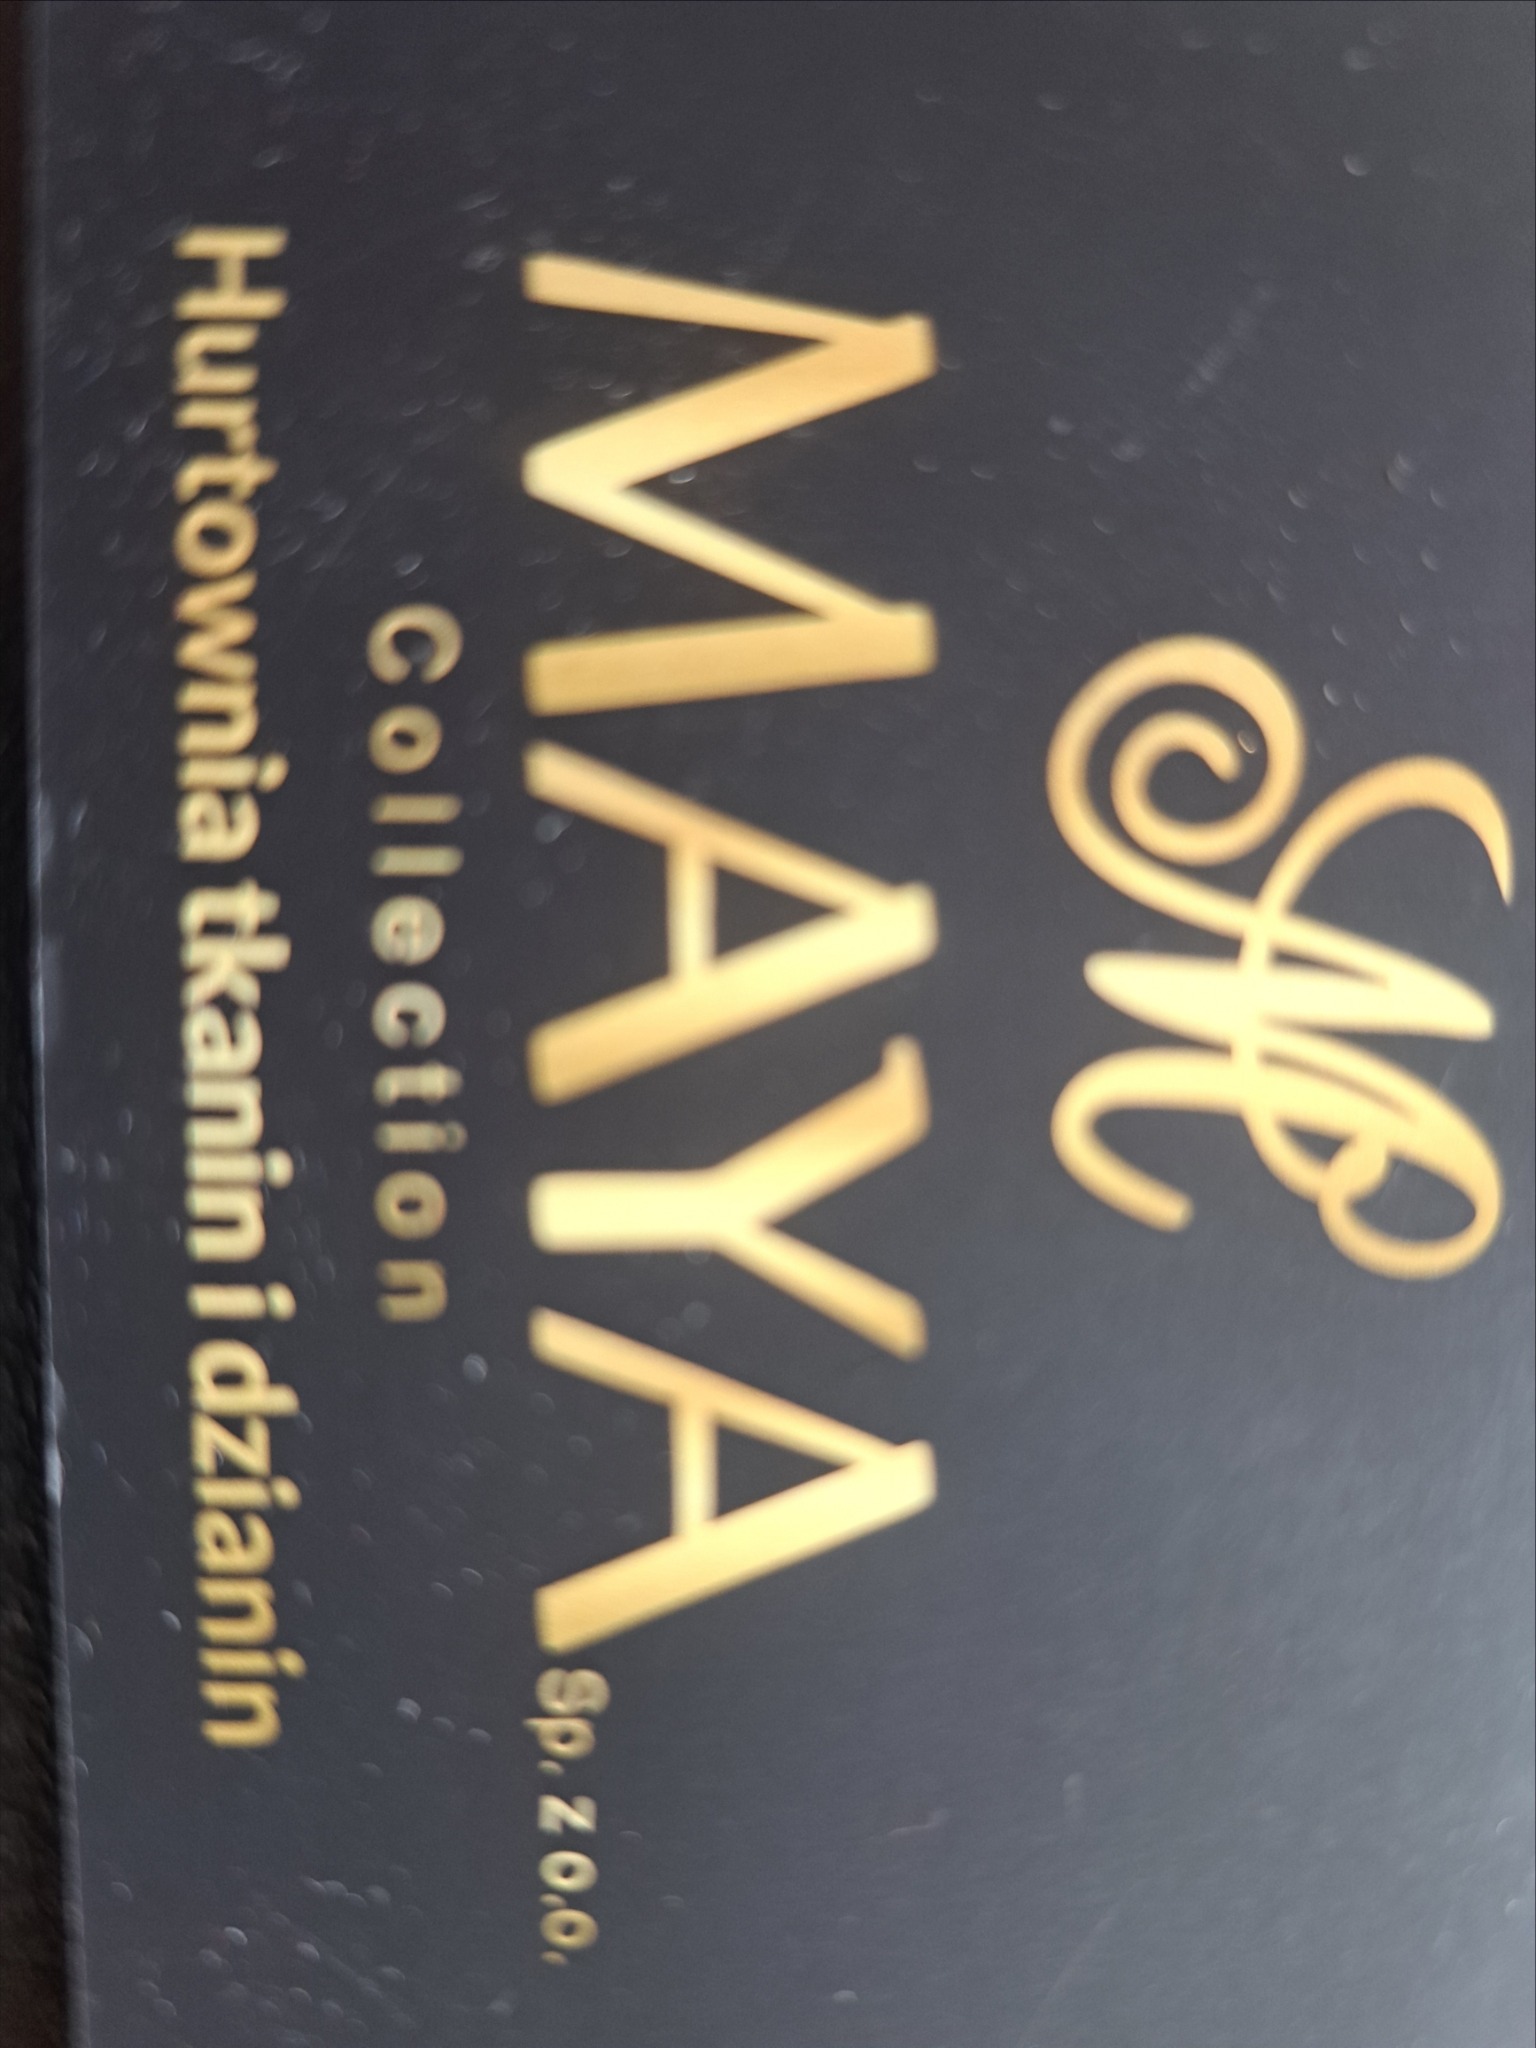 M
MAYA Sp. z o.o.
Collection
Hurtownia tkanin i dzianin